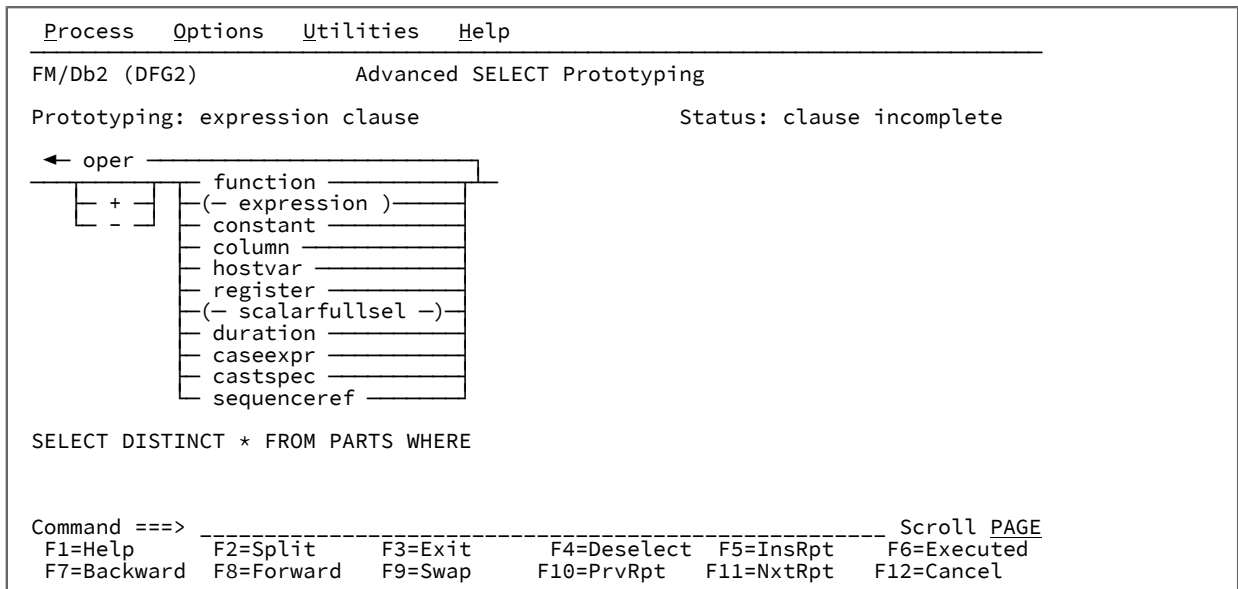 Process Options Utilities Help
FM/Db2 (DFG2) Advanced SELECT Prototyping
Prototyping: expression clause Status: clause incomplete
oper
function
+ (— expression )
- constant
column
hostvar
register
(— scalarfullsel —)
duration
caseexpr
castspec
sequenceref
SELECT DISTINCT * FROM PARTS WHERE
Command ===> ______________________________________________________ Scroll PAGE
F1=Help F2=Split F3=Exit F4=Deselect F5=InsRpt F6=Executed
F7=Backward F8=Forward F9=Swap F10=PrvRpt F11=NxtRpt F12=Cancel